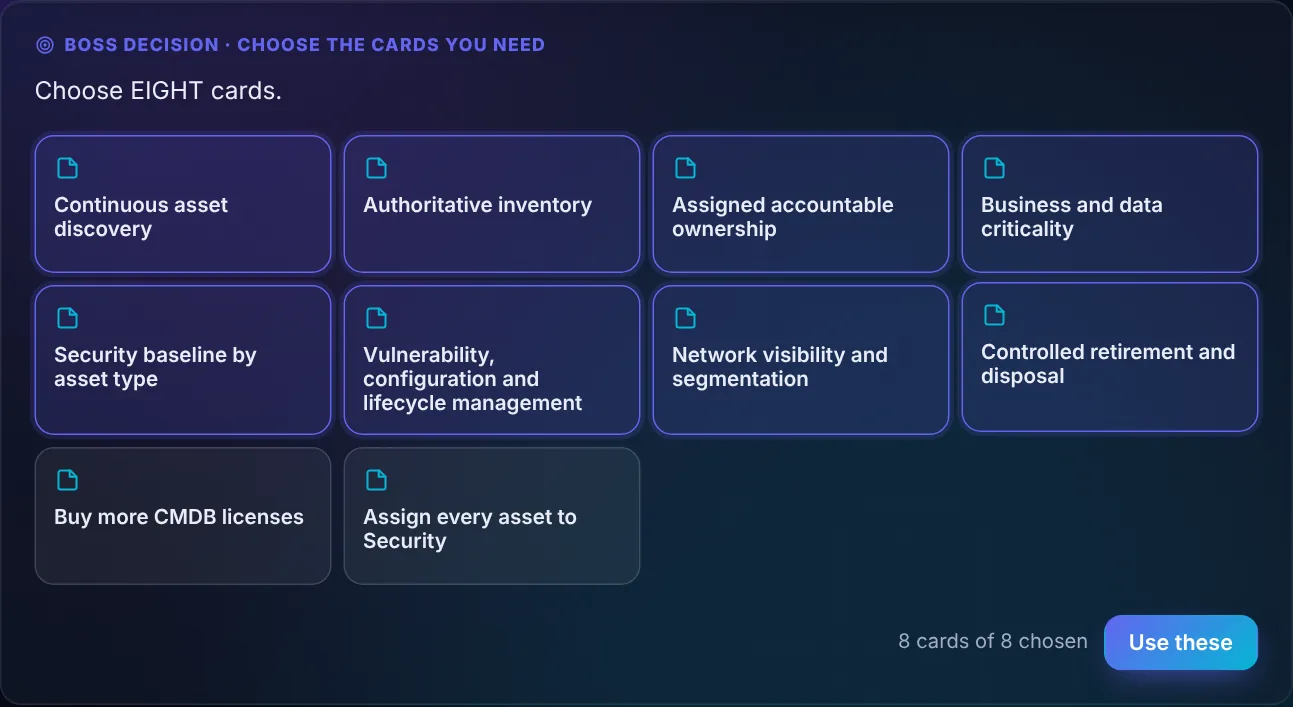 BOSS DECISION · CHOOSE THE CARDS YOU NEED
Choose EIGHT cards.
Continuous asset
discovery
Authoritative inventory
Assigned accountable
ownership
Business and data
criticality
Security baseline by
asset type
Vulnerability,
configuration and
lifecycle management
Network visibility and
segmentation
Controlled retirement and
disposal
Buy more CMDB licenses
Assign every asset to
Security
8 cards of 8 chosen
Use these